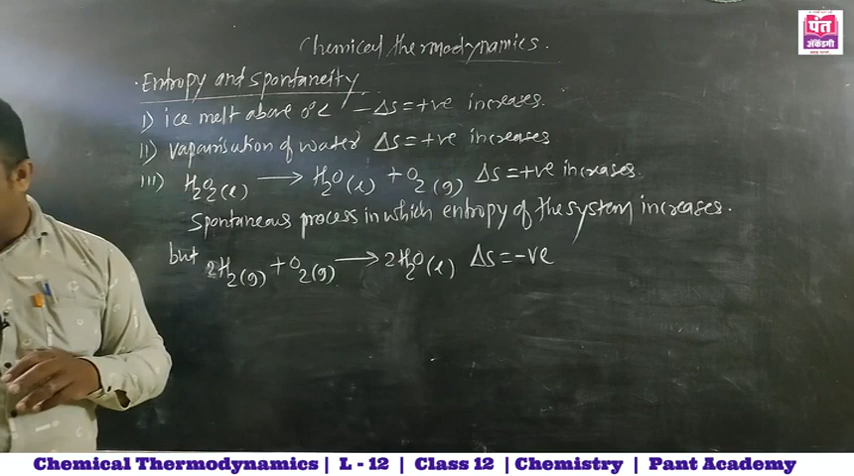 पंत
अ‍ॅकॅडमी
Chemical thermodynamics.
· Entropy and spontaneity
i) ice melt above 0°c – Δs = +ve increases.
ii) vaporisation of water Δs = +ve increases
iii) H2O2(l) → H2O(l) + O2(g) Δs = +ve increases.
Spontaneous process in which entropy of the system increases.
but 2H2(g) + O2(g) → 2H2O(l) Δs = -ve
Chemical Thermodynamics | L - 12 | Class 12 | Chemistry | Pant Academy